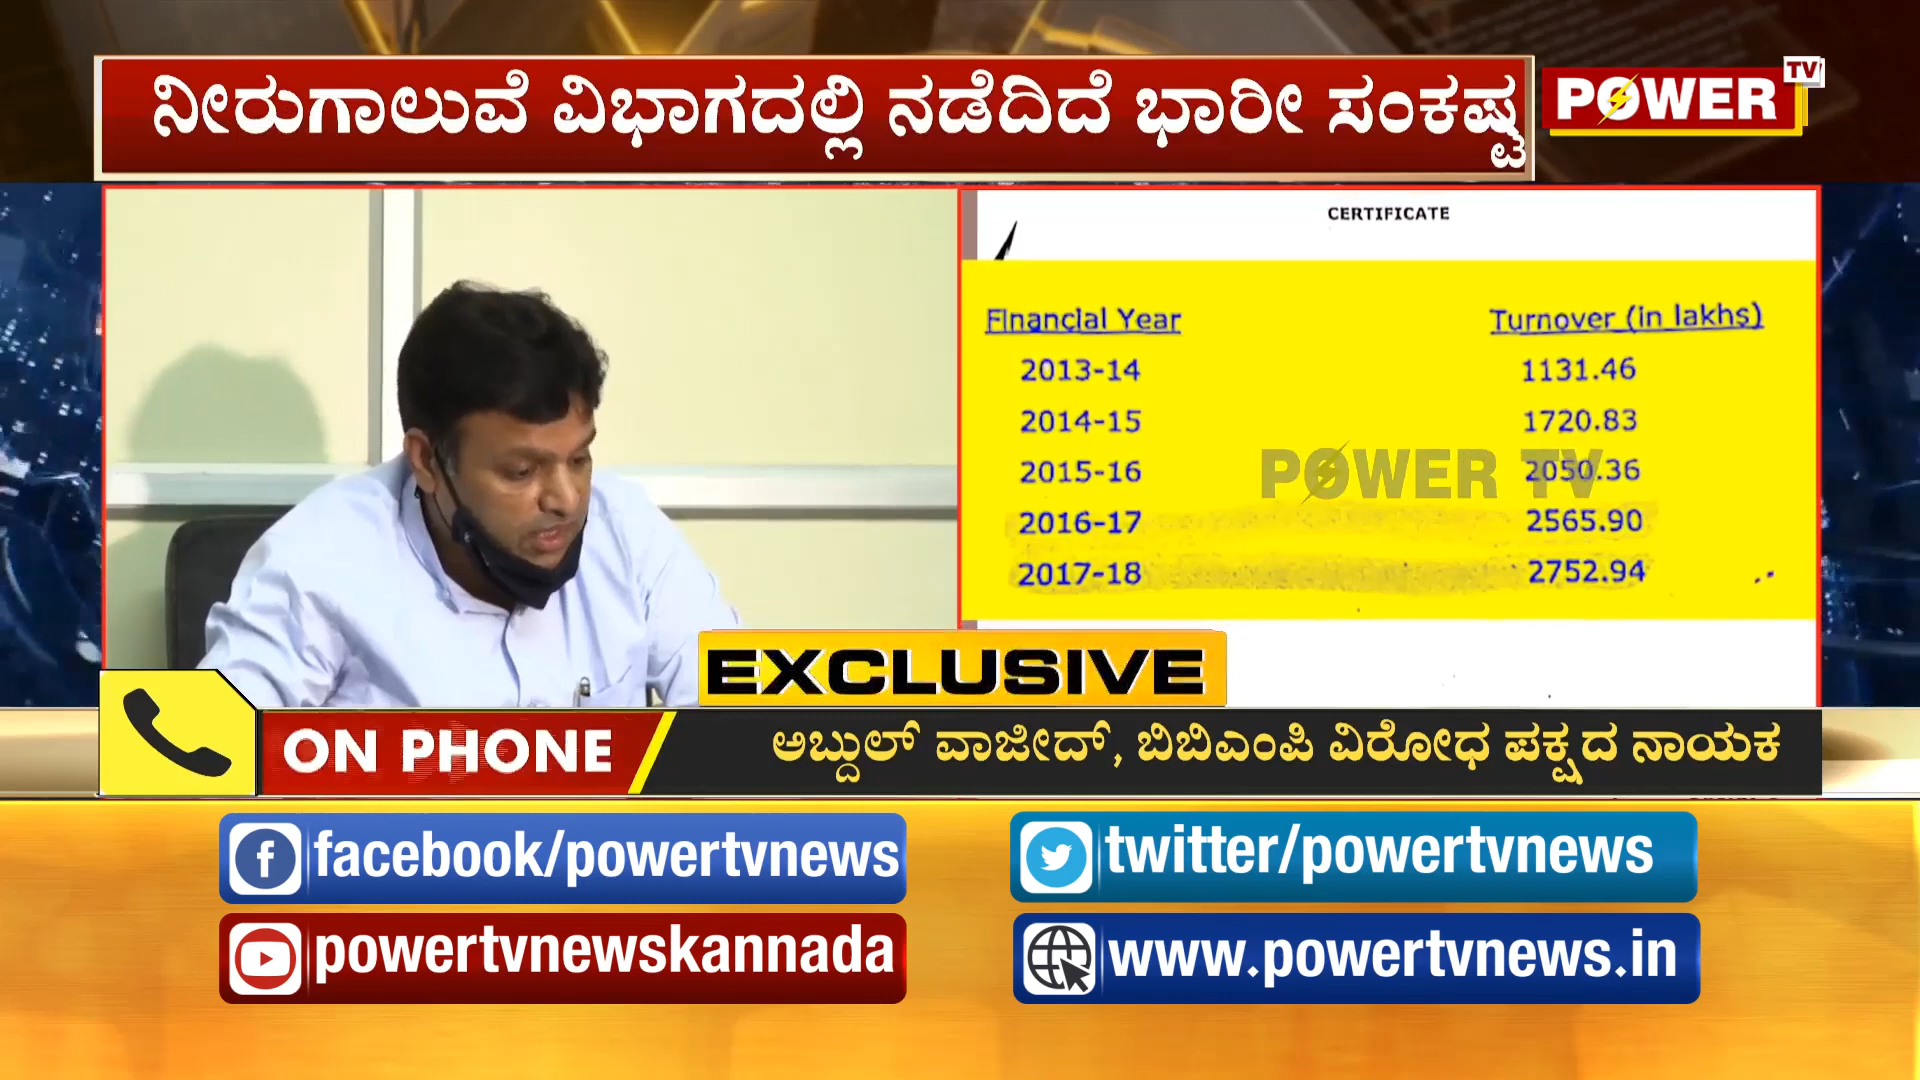 ನೀರುಗಾಲುವೆ ವಿಭಾಗದಲ್ಲಿ ನಡೆದಿದೆ ಭಾರೀ ಸಂಕಷ್ಟ
POWER TV
CERTIFICATE
Financial Year Turnover (in lakhs)
2013-14 1131.46
2014-15 1720.83
2015-16 2050.36
POWER TV
2016-17 2565.90
2017-18 2752.94
EXCLUSIVE
ON PHONE ಅಬ್ದುಲ್ ವಾಜೀದ್, ಬಿಬಿಎಂಪಿ ವಿರೋಧ ಪಕ್ಷದ ನಾಯಕ
facebook/powertvnews twitter/powertvnews
powertvnewskannada www.powertvnews.in